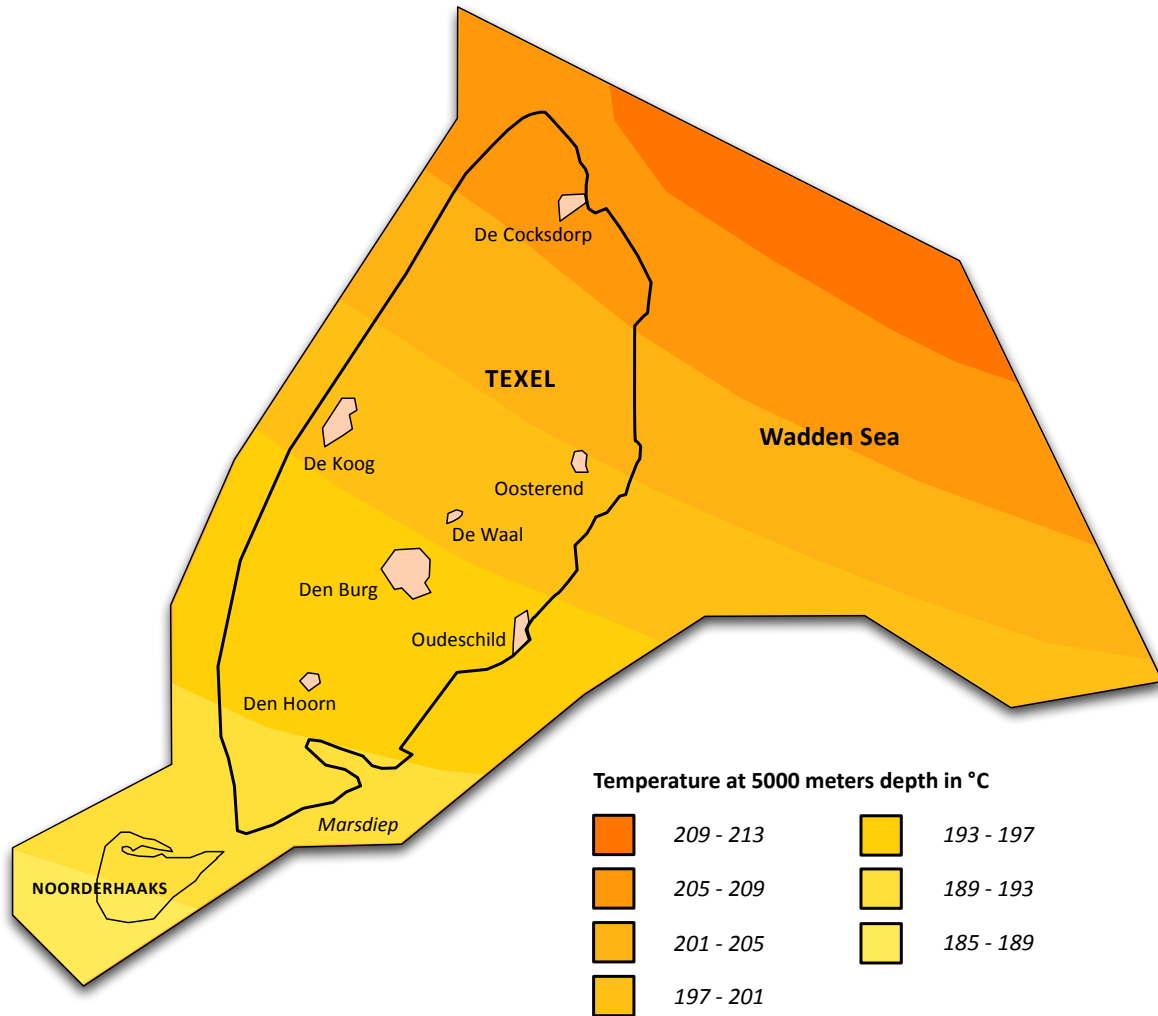 De Cocksdorp
TEXEL
Wadden Sea
De Koog
Oosterend
De Waal
Den Burg
Oudeschild
Den Hoorn
Marsdiep
NOORDERHAAKS
Temperature at 5000 meters depth in °C
209 - 213
205 - 209
201 - 205
197 - 201
193 - 197
189 - 193
185 - 189